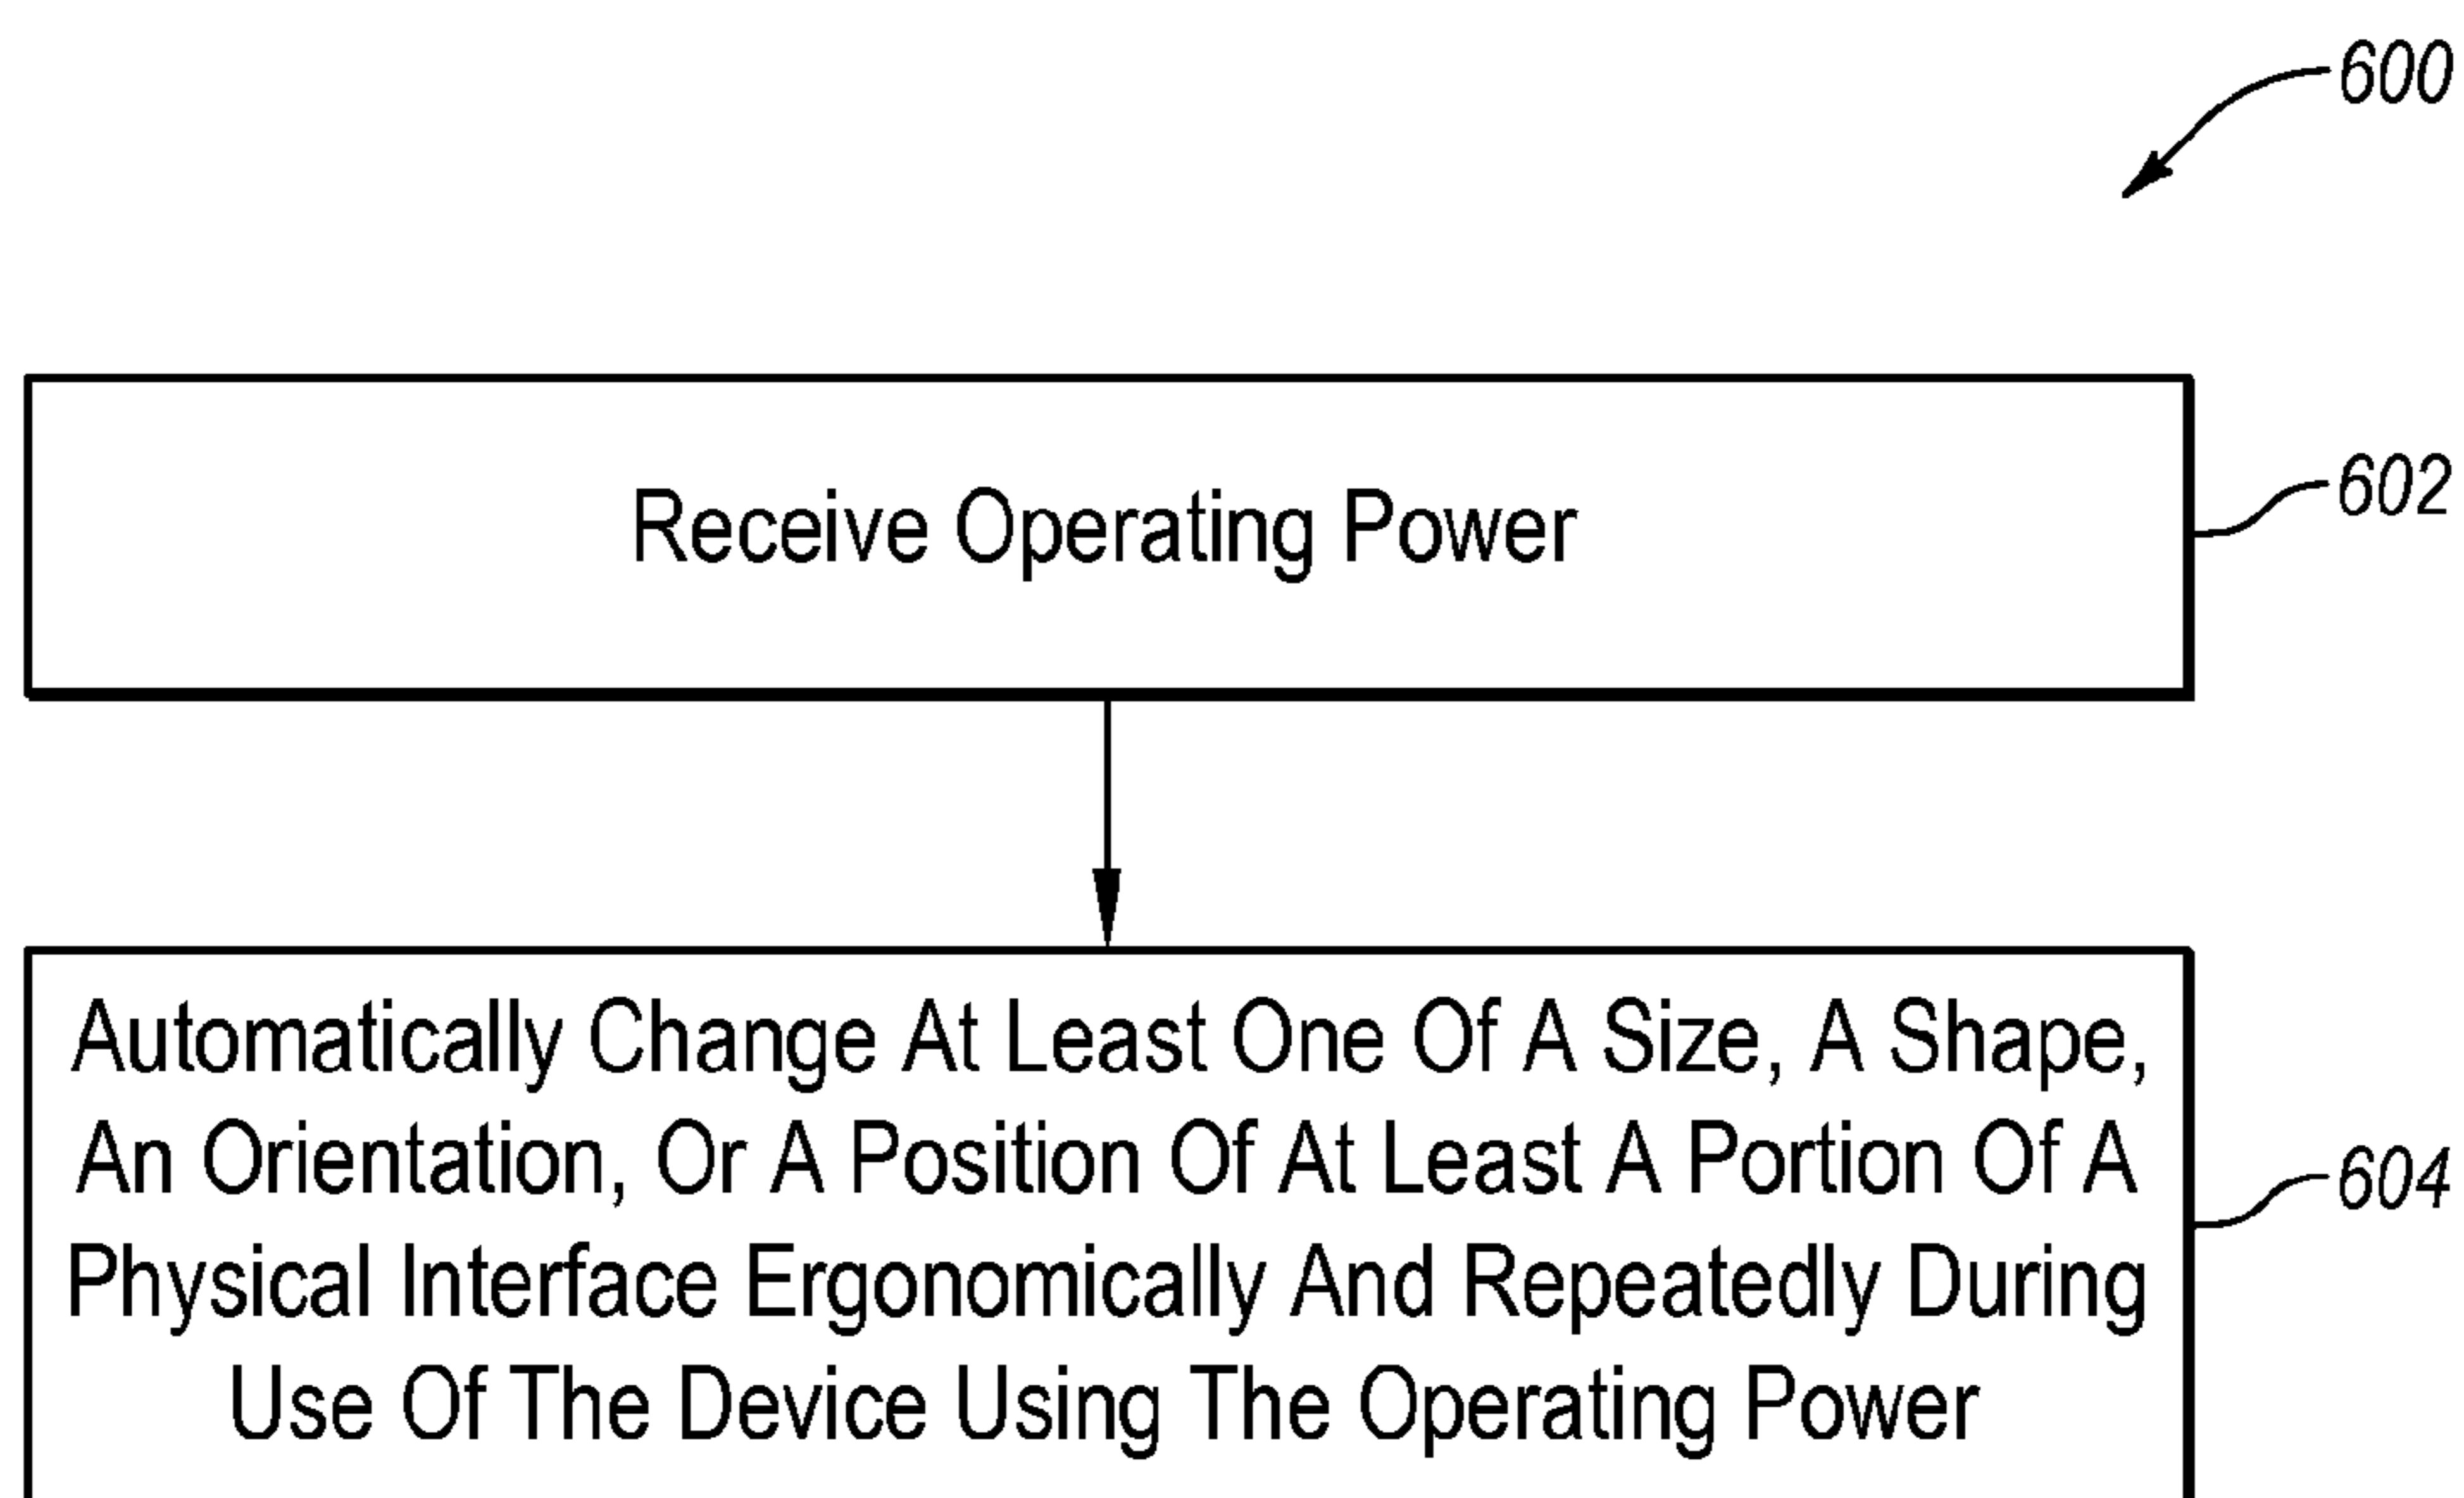 600
Receive Operating Power
602
Automatically Change At Least One Of A Size, A Shape,
An Orientation, Or A Position Of At Least A Portion Of A
Physical Interface Ergonomically And Repeatedly During
Use Of The Device Using The Operating Power
604